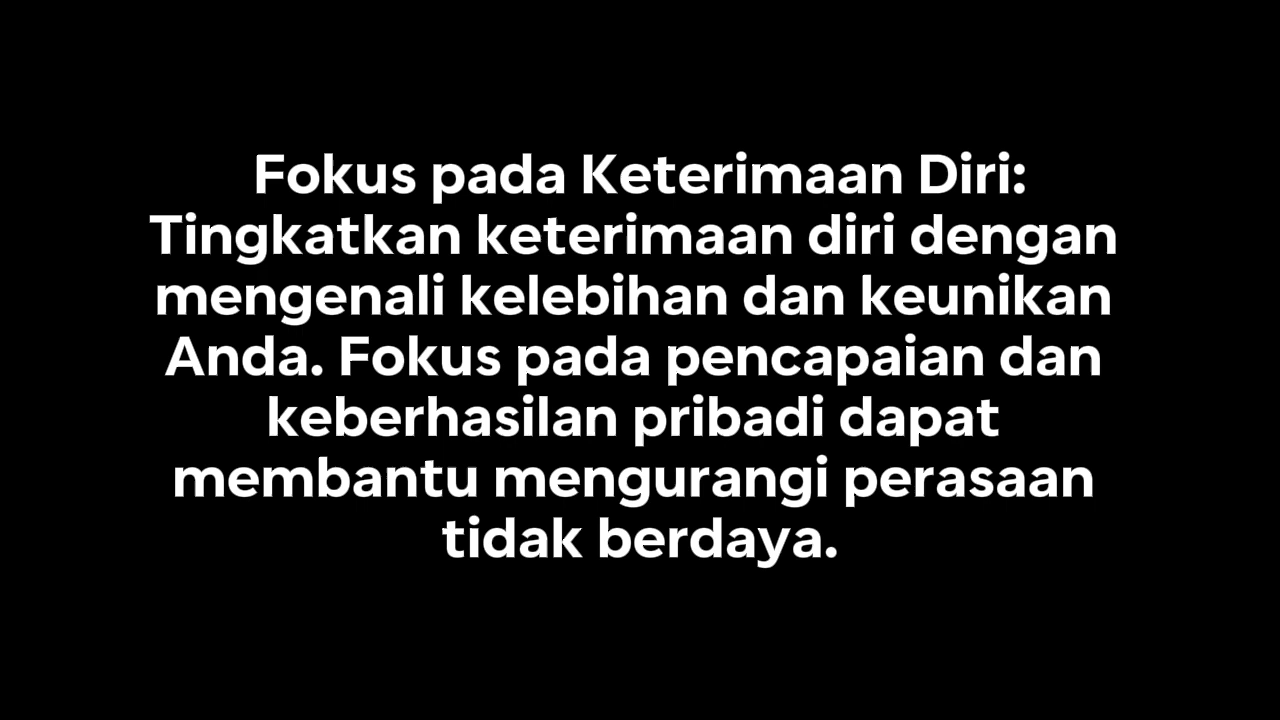 Fokus pada Keterimaan Diri:
Tingkatkan keterimaan diri dengan
mengenali kelebihan dan keunikan
Anda. Fokus pada pencapaian dan
keberhasilan pribadi dapat
membantu mengurangi perasaan
tidak berdaya.